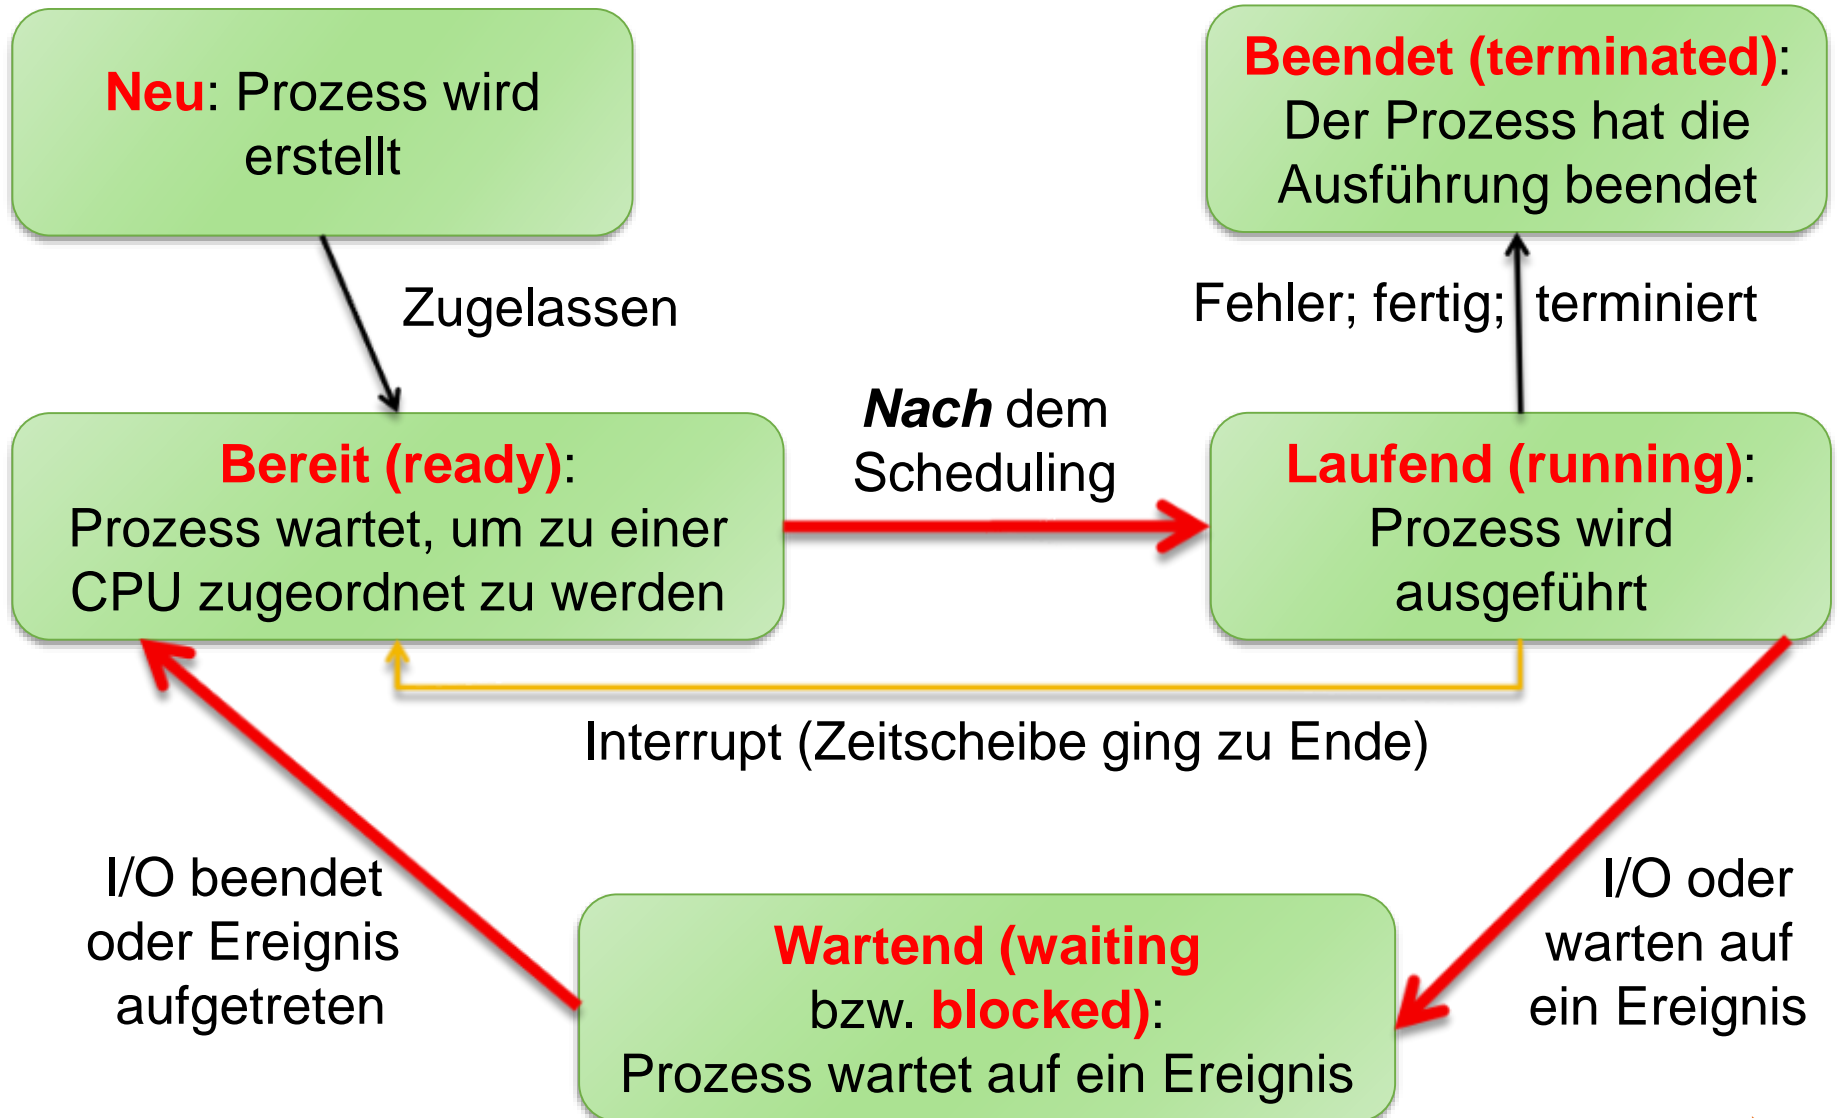 Neu: Prozess wird
erstellt
Beendet (terminated):
Der Prozess hat die
Ausführung beendet
Zugelassen
Fehler; fertig; terminiert
Nach dem
Scheduling
Bereit (ready):
Prozess wartet, um zu einer
CPU zugeordnet zu werden
Laufend (running):
Prozess wird
ausgeführt
Interrupt (Zeitscheibe ging zu Ende)
I/O beendet
oder Ereignis
aufgetreten
Wartend (waiting
bzw. blocked):
Prozess wartet auf ein Ereignis
I/O oder
warten auf
ein Ereignis